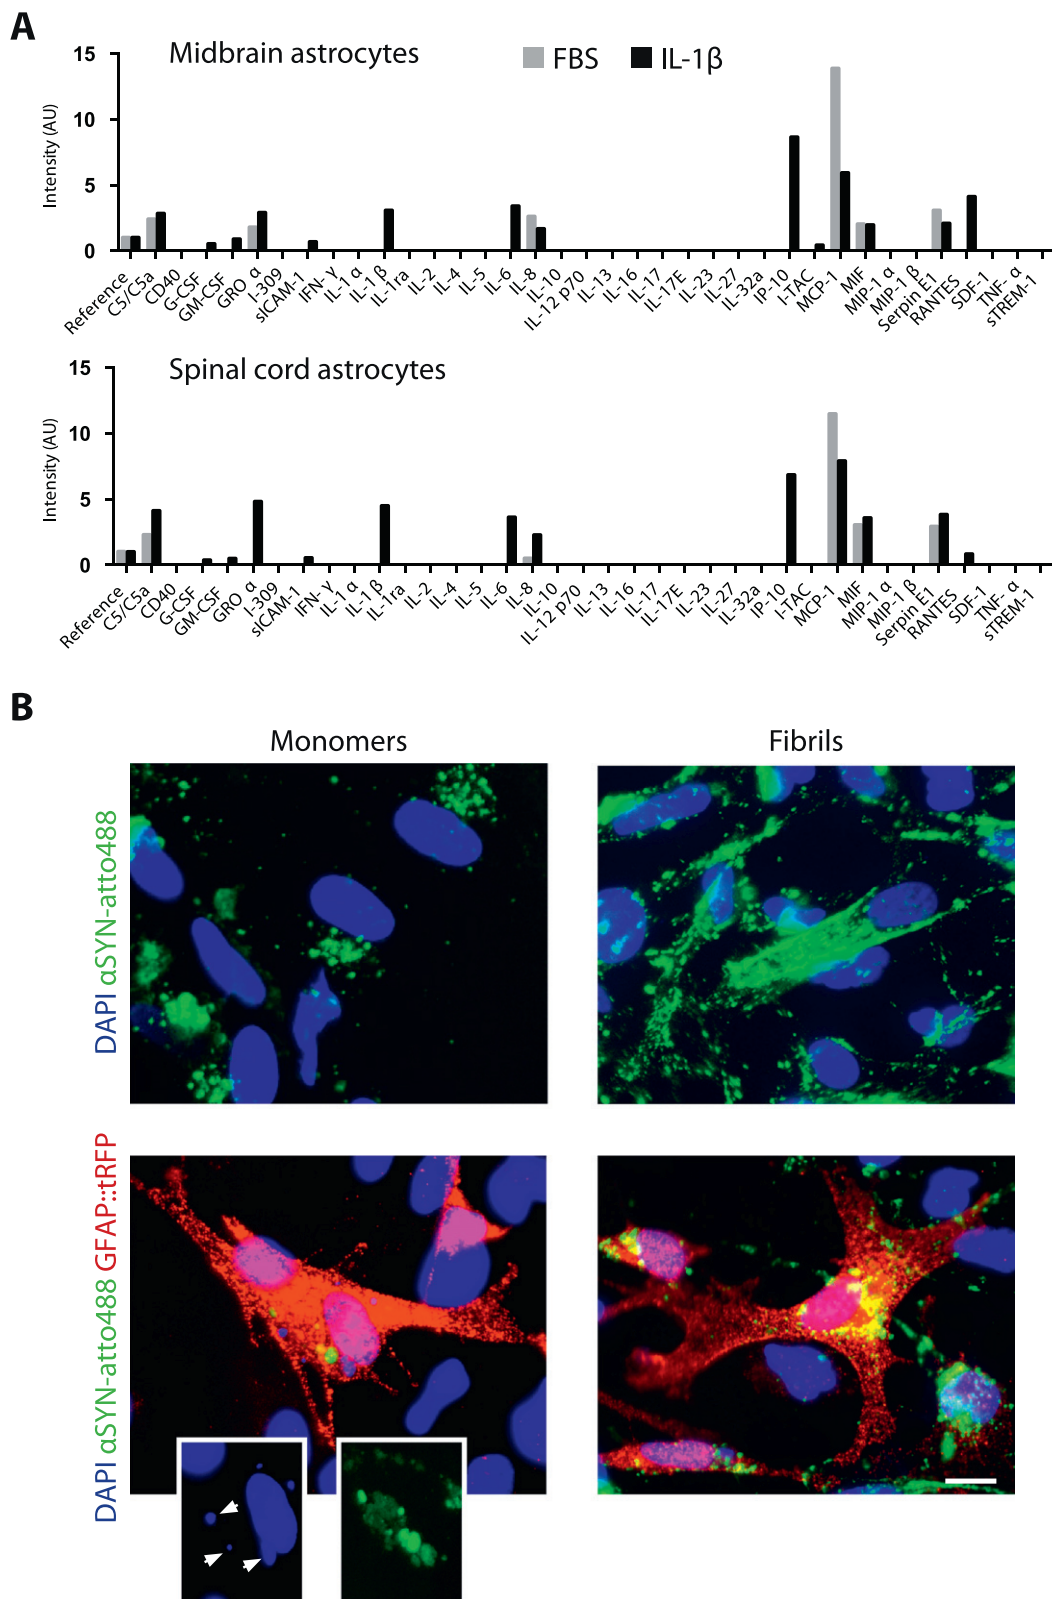 A
Midbrain astrocytes
FBS
IL-1β
Intensity (AU)
15
10
5
0
Reference
C5/C5a
CD40
G-CSF
GM-CSF
GRO α
I-309
sICAM-1
IFN- γ
IL-1 α
IL-1 β
IL-1ra
IL-2
IL-4
IL-5
IL-6
IL-8
IL-10
IL-12 p70
IL-13
IL-16
IL-17
IL-17E
IL-23
IL-27
IL-32a
IP-10
I-TAC
MCP-1
MIF
MIP-1 α
MIP-1 β
Serpin E1
RANTES
SDF-1
TNF- α
sTREM-1
Spinal cord astrocytes
Intensity (AU)
15
10
5
0
Reference
C5/C5a
CD40
G-CSF
GM-CSF
GRO α
I-309
sICAM-1
IFN- γ
IL-1 α
IL-1 β
IL-1ra
IL-2
IL-4
IL-5
IL-6
IL-8
IL-10
IL-12 p70
IL-13
IL-16
IL-17
IL-17E
IL-23
IL-27
IL-32a
IP-10
I-TAC
MCP-1
MIF
MIP-1 α
MIP-1 β
Serpin E1
RANTES
SDF-1
TNF- α
sTREM-1
B
Monomers
Fibrils
DAPI αSYN-atto488
DAPI αSYN-atto488 GFAP::tRFP